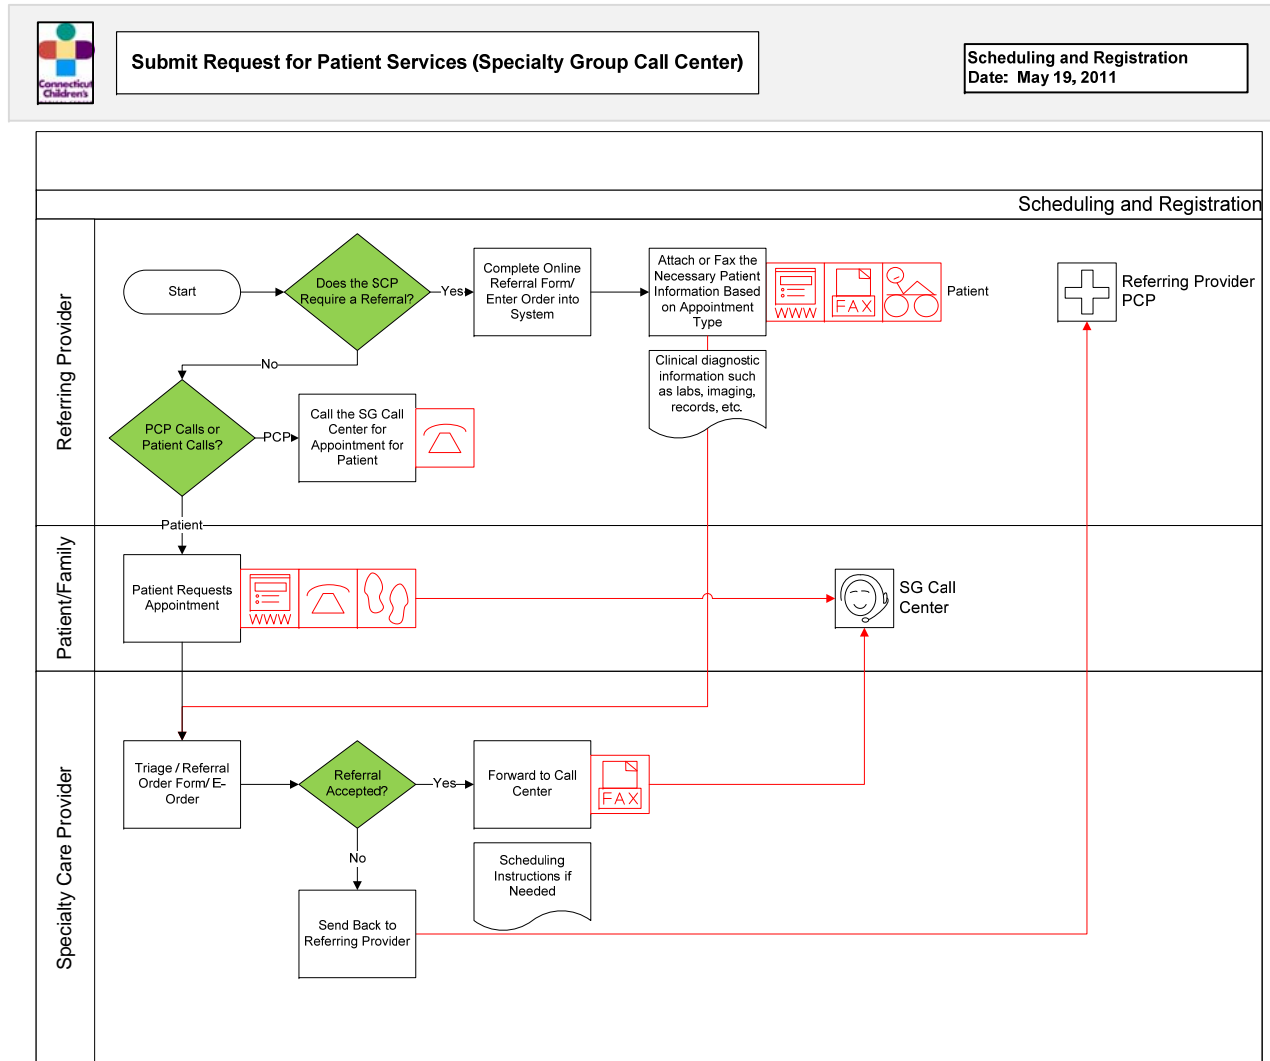 Connecticut
Children's
Submit Request for Patient Services (Specialty Group Call Center)
Scheduling and Registration
Date: May 19, 2011
Scheduling and Registration
Referring Provider
Start
Does the SCP
Require a Referral?
Yes
Complete Online
Referral Form/
Enter Order into
System
Attach or Fax the
Necessary Patient
Information Based
on Appointment
Type
WWW
FAX
Patient
Referring Provider
PCP
Clinical diagnostic
information such
as labs, imaging,
records, etc.
No
PCP Calls or
Patient Calls?
PCP
Call the SG Call
Center for
Appointment for
Patient
Patient
Patient/Family
Patient Requests
Appointment
WWW
SG Call
Center
Specialty Care Provider
Triage / Referral
Order Form/ E-
Order
Referral
Accepted?
Yes
Forward to Call
Center
FAX
No
Scheduling
Instructions if
Needed
Send Back to
Referring Provider